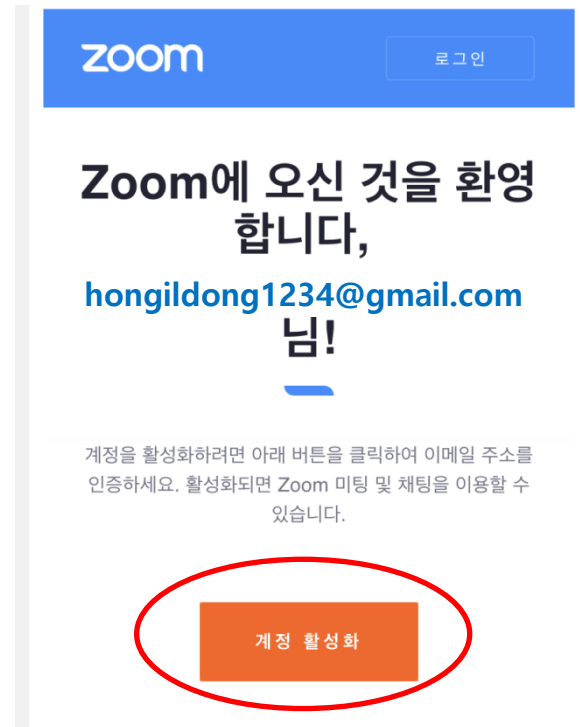 zoom
로그인
Zoom에 오신 것을 환영
합니다,
hongildong1234@gmail.com
님!
계정을 활성화하려면 아래 버튼을 클릭하여 이메일 주소를
인증하세요. 활성화되면 Zoom 미팅 및 채팅을 이용할 수
있습니다.
계정 활성화